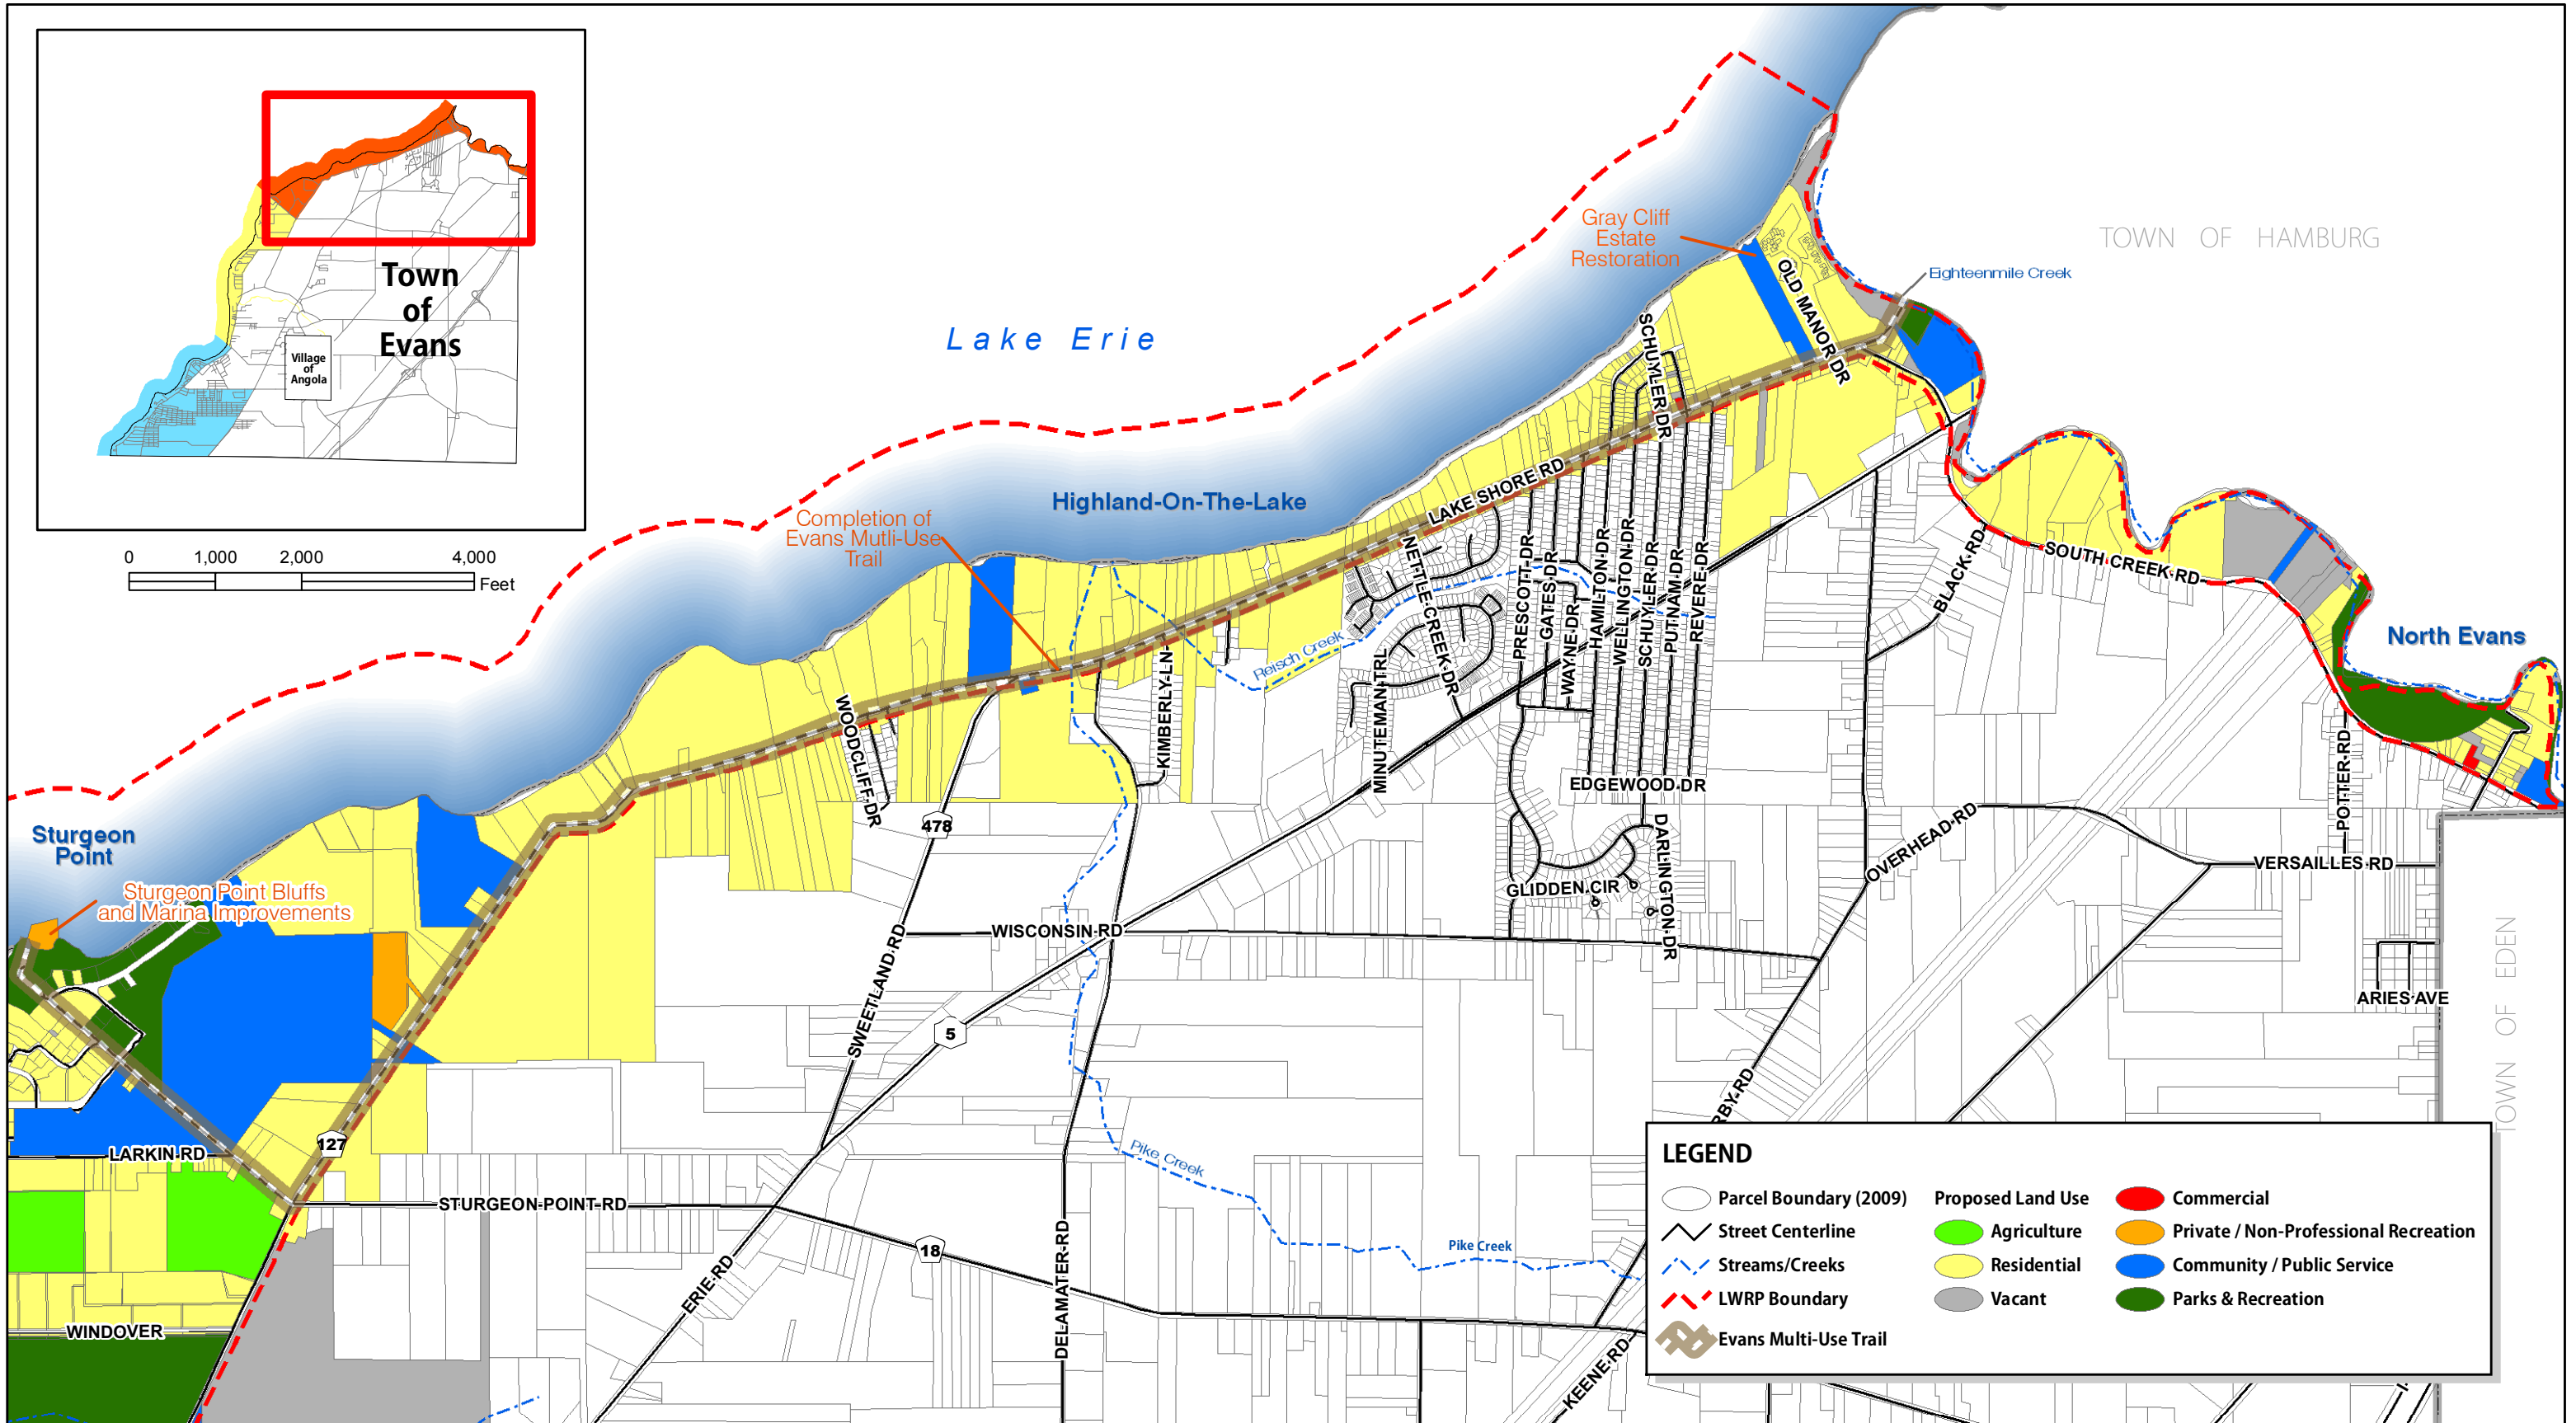 Town
of
Evans
Village
of
Angola
0 1,000 2,000 4,000
Feet
Lake Erie
Highland-On-The-Lake
Completion of
Evans Mutli-Use
Trail
Gray Cliff
Estate
Restoration
TOWN OF HAMBURG
Eighteenmile Creek
OLD MANOR DR
SCHUYLER DR
LAKE SHORE RD
NETTLE CREEK DR
PRESCOTT DR
GATES DR
WAYNE DR
HAMILTON DR
WELLINGTON DR
SCHUYLER DR
PUTNAM DR
REVERE DR
BLACK RD
SOUTH CREEK RD
North Evans
Reisch Creek
MINUTEMAN TRL
KIMBERLY LN
WOODCLIFF DR
EDGEWOOD DR
DARLINGTON DR
GLIDDEN CIR
OVERHEAD RD
POTTER RD
VERSAILLES RD
ARIES AVE
TOWN OF EDEN
Sturgeon
Point
Sturgeon Point Bluffs
and Marina Improvements
478
WISCONSIN RD
SWEETLAND RD
5
127
LARKIN RD
STURGEON POINT RD
Pike Creek
18
ERIE RD
DELAMATER RD
Pike Creek
RBY RD
KEENE RD
WINDOVER
LEGEND
Parcel Boundary (2009)
Street Centerline
Streams/Creeks
LWRP Boundary
Evans Multi-Use Trail
Proposed Land Use
Agriculture
Residential
Vacant
Commercial
Private / Non-Professional Recreation
Community / Public Service
Parks & Recreation